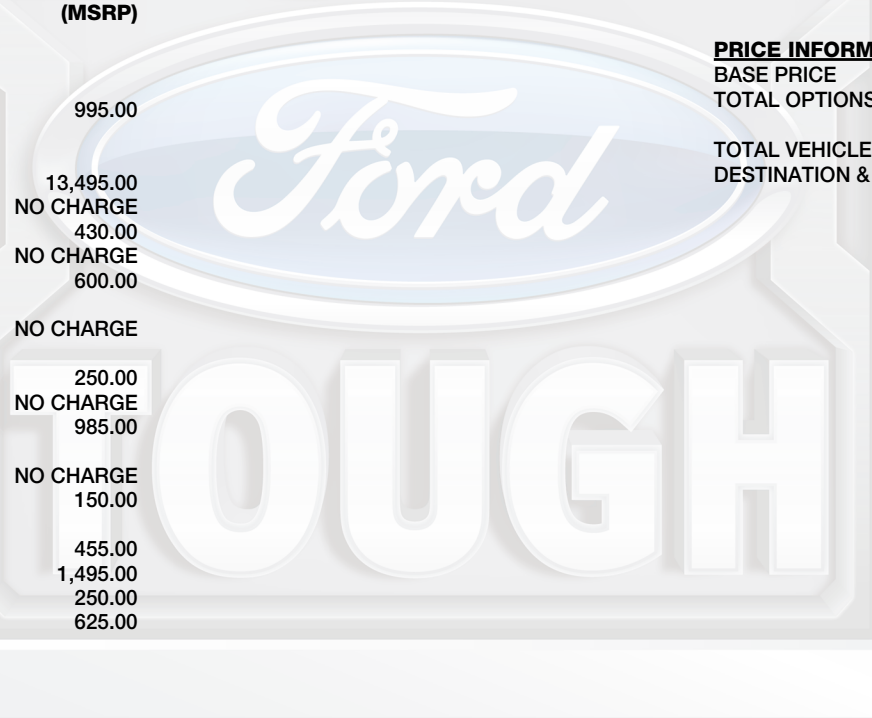 (MSRP)
995.00
13,495.00
NO CHARGE
430.00
NO CHARGE
600.00
NO CHARGE
250.00
NO CHARGE
985.00
NO CHARGE
150.00
455.00
1,495.00
250.00
625.00
PRICE INFORM
BASE PRICE
TOTAL OPTIONS
TOTAL VEHICLE
DESTINATION &
Ford
TOUGH